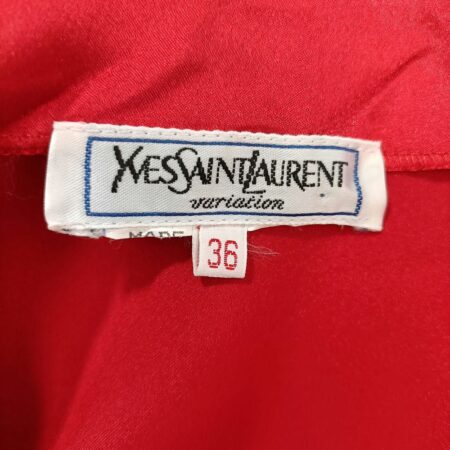 YVESSAINTLAURENT
variation
MADE
36